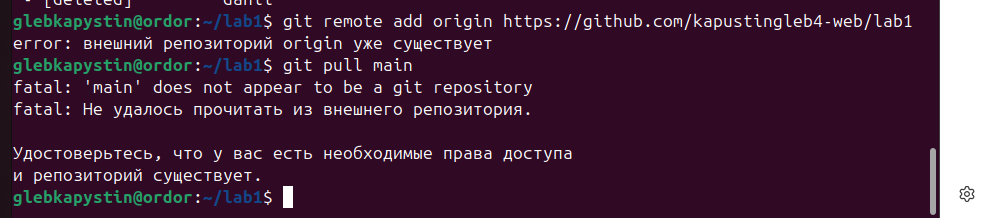 glebkapystin@ordor:~/lab1$ git remote add origin https://github.com/kapustingleb4-web/lab1
error: внешний репозиторий origin уже существует
glebkapystin@ordor:~/lab1$ git pull main
fatal: 'main' does not appear to be a git repository
fatal: Не удалось прочитать из внешнего репозитория.

Удостоверьтесь, что у вас есть необходимые права доступа
и репозиторий существует.
glebkapystin@ordor:~/lab1$